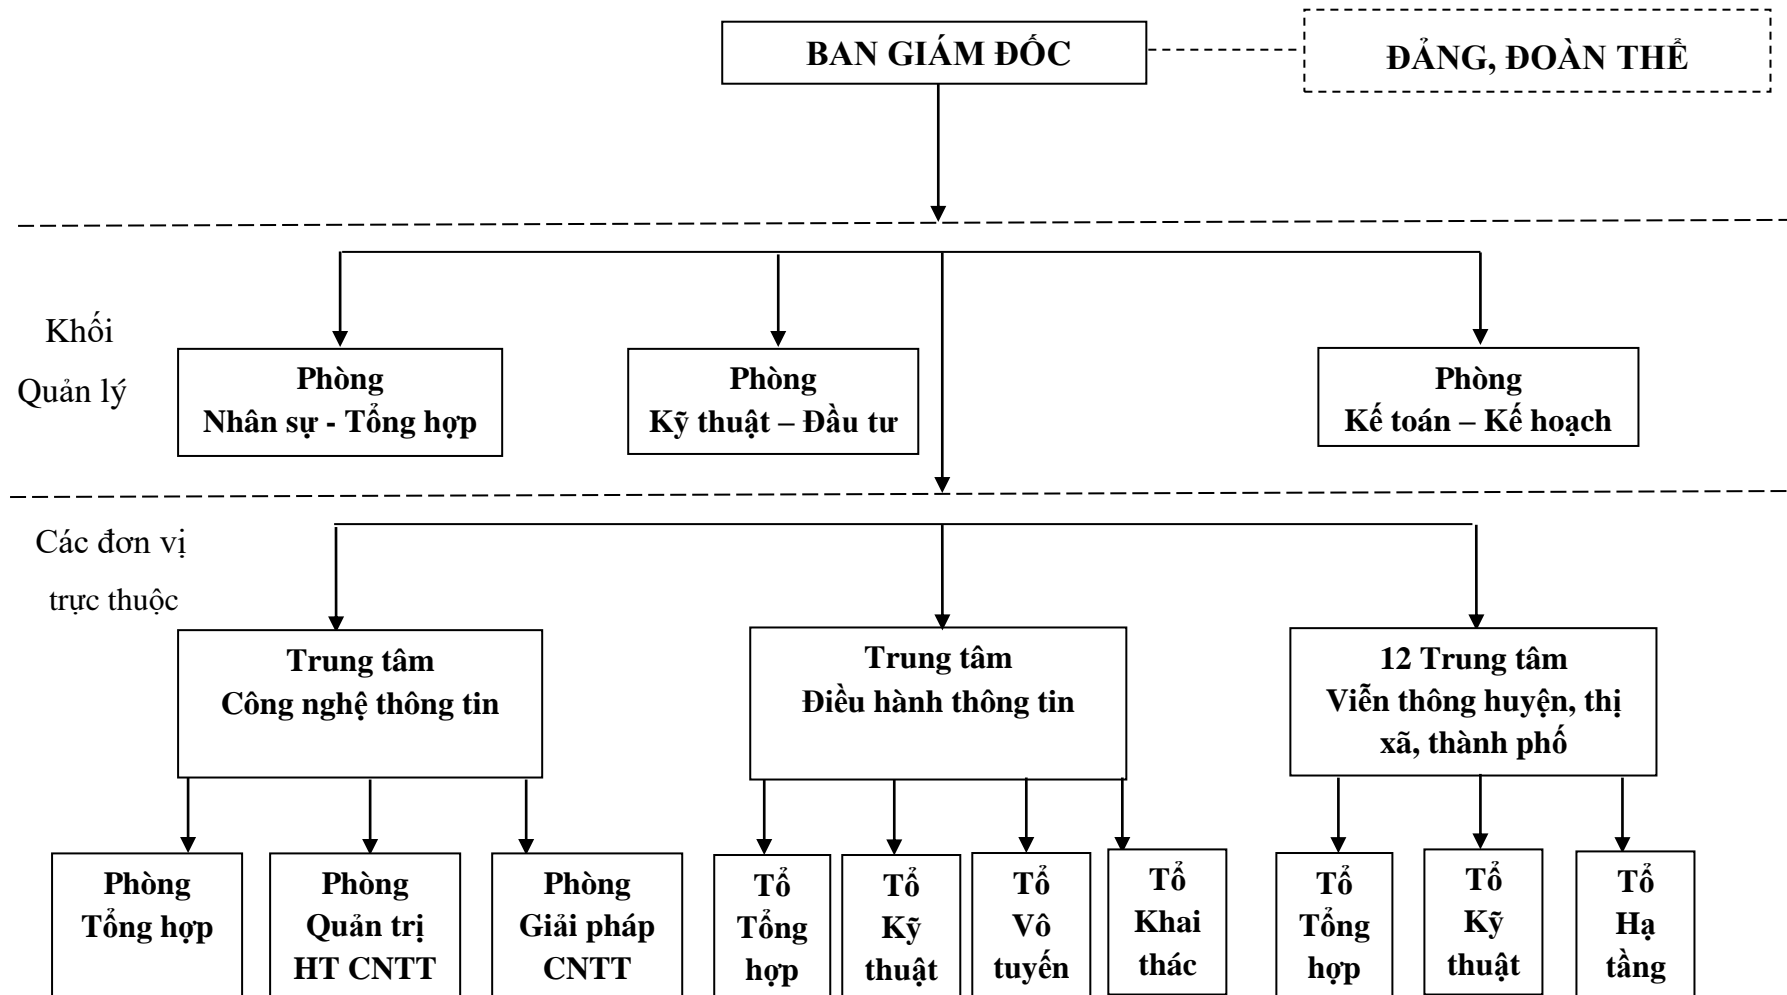 BAN GIÁM ĐỐC
ĐẢNG, ĐOÀN THỂ
Khối
Quản lý
Phòng
Nhân sự - Tổng hợp
Phòng
Kỹ thuật – Đầu tư
Phòng
Kế toán – Kế hoạch
Các đơn vị
trực thuộc
Trung tâm
Công nghệ thông tin
Trung tâm
Điều hành thông tin
12 Trung tâm
Viễn thông huyện, thị
xã, thành phố
Phòng
Tổng hợp
Phòng
Quản trị
HT CNTT
Phòng
Giải pháp
CNTT
Tổ
Tổng
hợp
Tổ
Kỹ
thuật
Tổ
Vô
tuyến
Tổ
Khai
thác
Tổ
Tổng
hợp
Tổ
Kỹ
thuật
Tổ
Hạ
tầng